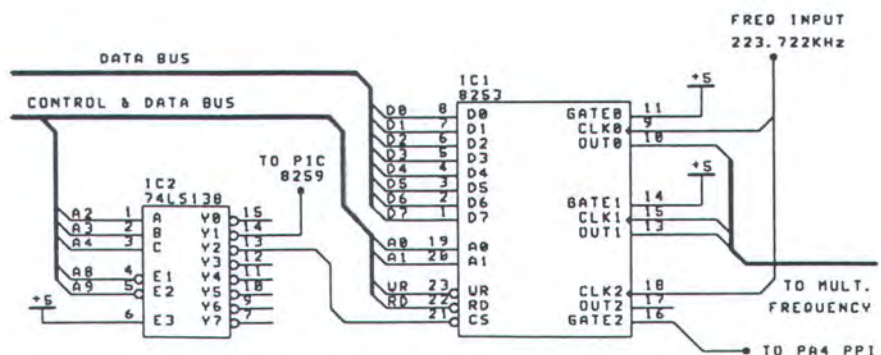 FREQ INPUT
223.722KHz
DATA BUS
CONTROL & DATA BUS
IC1
8253
+5
D0 8 D0
D1 7 D1
D2 6 D2
D3 5 D3
D4 4 D4
D5 3 D5
D6 2 D6
D7 1 D7
GATE0 11
CLK0 9
OUT0 10
+5
GATE1 14
CLK1 15
OUT1 13
TO PIC
8259
IC2
74LS138
A2 1 A
A3 2 B
A4 3 C
A8 4 E1
A9 5 E2
+5
6 E3
Y0 15
Y1 14
Y2 13
Y3 12
Y4 11
Y5 10
Y6 9
Y7 7
A0 19 A0
A1 20 A1
WR 23 WR
RD 22 RD
21 CS
CLK2 18
OUT2 17
GATE2 16
TO MULT.
FREQUENCY
TO PA4 PPI